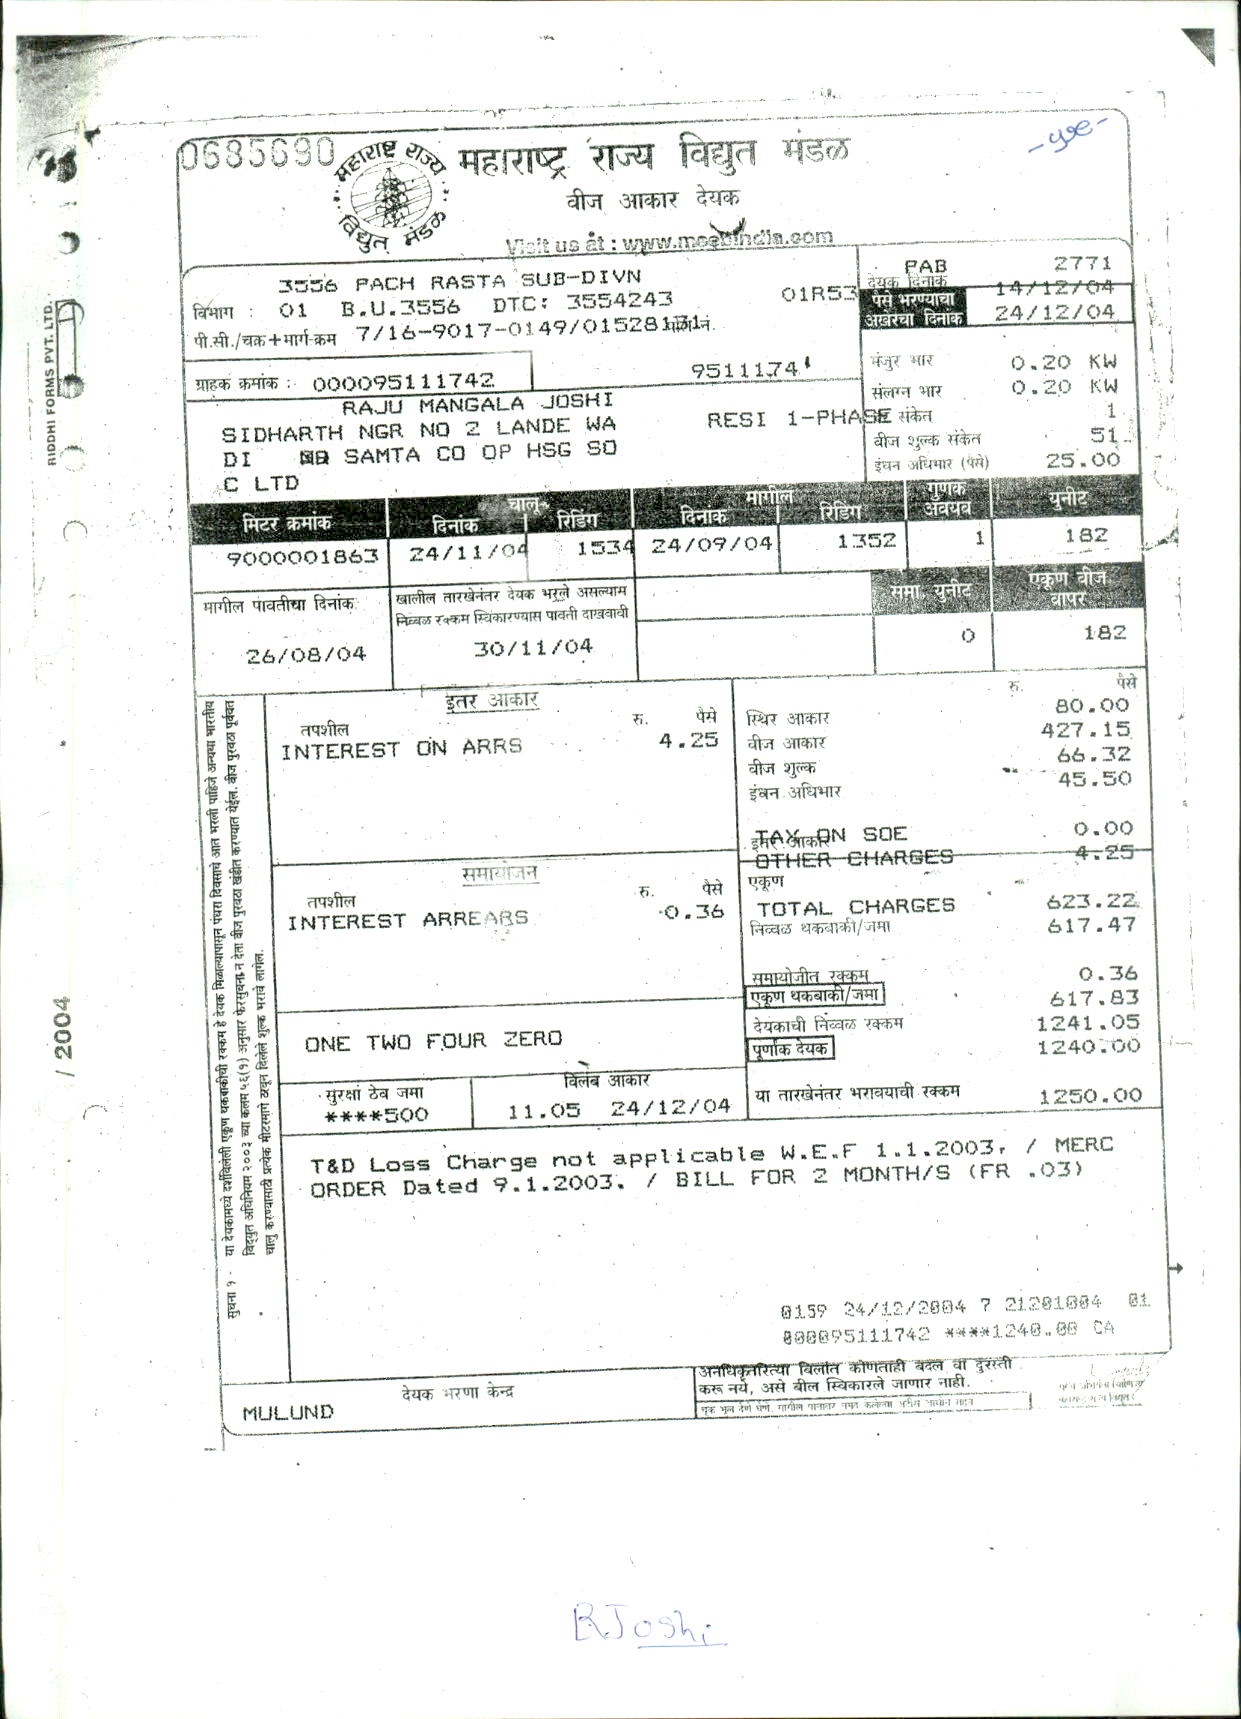 0685690
महाराष्ट्र राज्य विद्युत मंडळ
महाराष्ट्र राज्य विद्युत मंडळ
वीज आकार देयक
Visit us at : www.msebindia.com
3556 PACH RASTA SUB-DIVN
PAB 2771
देयक दिनांक 14/12/04
विभाग : 01 B.U.3556 DTC: 3554243 01R53
पैसे भरण्याचा
अखेरचा दिनांक 24/12/04
पी.सी./चक्र+मार्ग-क्रम 7/16-9017-0149/01528131
ग्राहक क्रमांक : 000095111742
9511174
मंजुर भार 0.20 KW
संलग्न भार 0.20 KW
RAJU MANGALA JOSHI
SIDHARTH NGR NO 2 LANDE WA
RESI 1-PHASE संकेत 1
वीज शुल्क संकेत 51
DI SAMTA CO OP HSG SO
इंधन अधिभार (पैसे) 25.00
C LTD
मिटर क्रमांक चालू मागील गुणक अवयव युनीट
दिनांक रिडिंग दिनांक रिडिंग
9000001863 24/11/04 1534 24/09/04 1352 1 182
मागील पावतीचा दिनांक
खालील तारखेनंतर देयक भरले असल्यास
निव्वळ रक्कम स्विकारण्यास पावती दाखवावी
समा. युनीट एकूण वीज वापर
26/08/04 30/11/04 0 182
इतर आकार
तपशील रु. पैसे
INTEREST ON ARRS 4.25
रु. पैसे
स्थिर आकार 80.00
वीज आकार 427.15
वीज शुल्क 66.32
इंधन अधिभार 45.50
TAX ON SOE 0.00
इतर आकार
OTHER CHARGES 4.25
समायोजन
तपशील रु. पैसे
INTEREST ARREARS 0.36
एकूण
TOTAL CHARGES 623.22
निव्वळ थकबाकी/जमा 617.47
समायोजीत रक्कम 0.36
एकूण थकबाकी/जमा 617.83
देयकाची निव्वळ रक्कम 1241.05
पूर्णांक देयक 1240.00
ONE TWO FOUR ZERO
सुरक्षा ठेव जमा
****500
विलंब आकार
11.05 24/12/04
या तारखेनंतर भरावयाची रक्कम 1250.00
T&D Loss Charge not applicable W.E.F 1.1.2003. / MERC
ORDER Dated 9.1.2003. / BILL FOR 2 MONTH/S (FR .03)
0159 24/12/2004 7 21201004 01
000095111742 ****1240.00 CA
सुचना १ - या देयकामध्ये दर्शविलेली एकूण थकबाकीची रक्कम हे देयक मिळाल्यापासून पंधरा दिवसाचे आत भरली पाहिजे अन्यथा भारतीय
विद्युत अधिनियम २००३ च्या कलम ५६(१) अनुसार फेरसुचना न देता वीज पुरवठा खंडीत करण्यात येईल. वीज पुरवठा पूर्ववत
चालू करण्यासाठी प्रत्येक मीटरमागे ठरवून दिलेले शुल्क भरावे लागेल.
देयक भरणा केन्द्र
MULUND
अनधिकृतरित्या बिलात कोणताही बदल वा दुरस्ती
करू नये, असे बील स्विकारले जाणार नाही.
RIDDHI FORMS PVT. LTD.
/ 2004
RJoshi